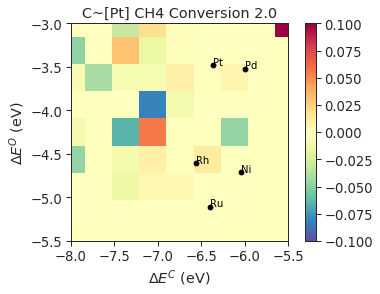 C~[Pt] CH4 Conversion 2.0
−3.0
−3.5
−4.0
−4.5
−5.0
−5.5
ΔE^O (eV)
Pt
Pd
Rh
Ni
Ru
−8.0 −7.5 −7.0 −6.5 −6.0 −5.5
ΔE^C (eV)
0.100
0.075
0.050
0.025
0.000
−0.025
−0.050
−0.075
−0.100